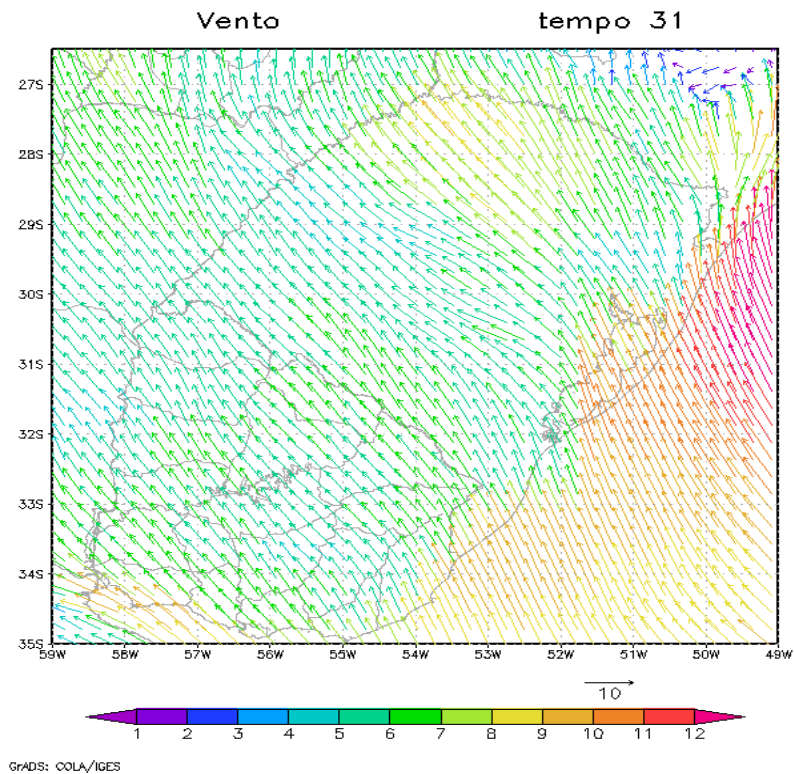 Vento tempo 31
27S
28S
29S
30S
31S
32S
33S
34S
35S
59W 58W 57W 56W 55W 54W 53W 52W 51W 50W 49W
10
1 2 3 4 5 6 7 8 9 10 11 12
GrADS: COLA/IGES